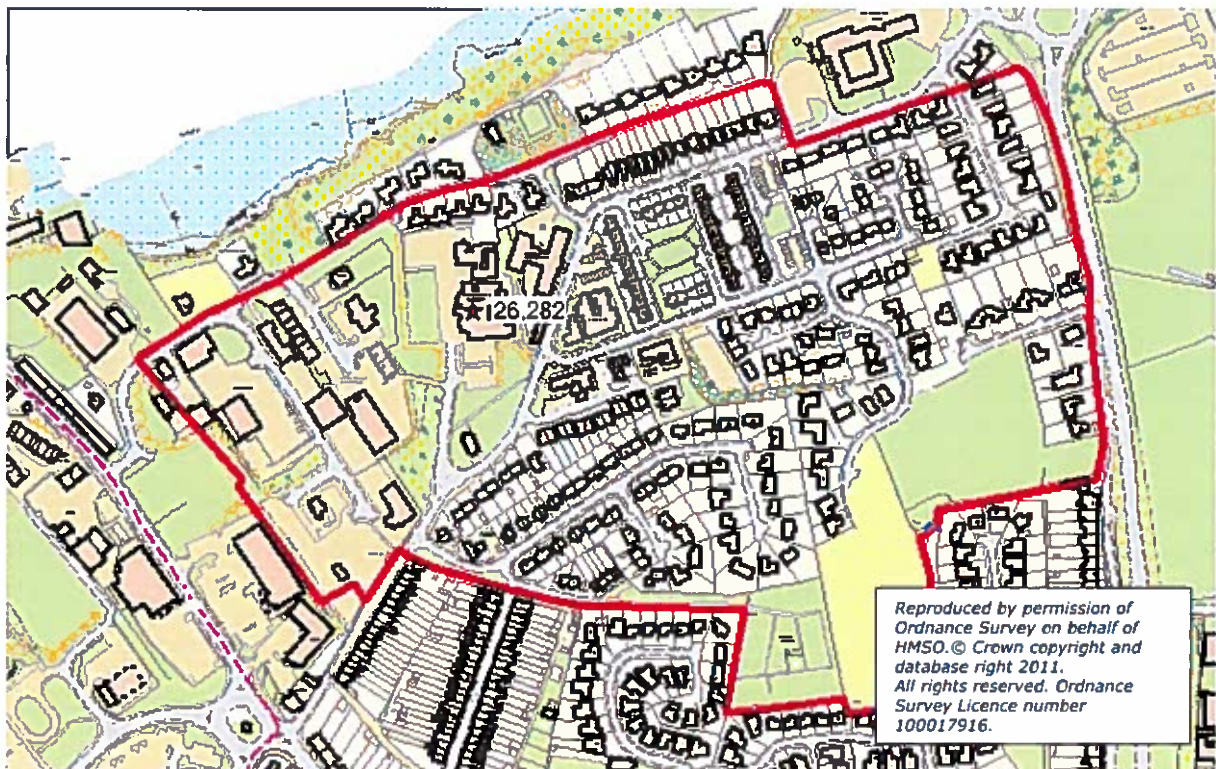 126,282
Reproduced by permission of
Ordnance Survey on behalf of
HMSO.© Crown copyright and
database right 2011.
All rights reserved. Ordnance
Survey Licence number
100017916.